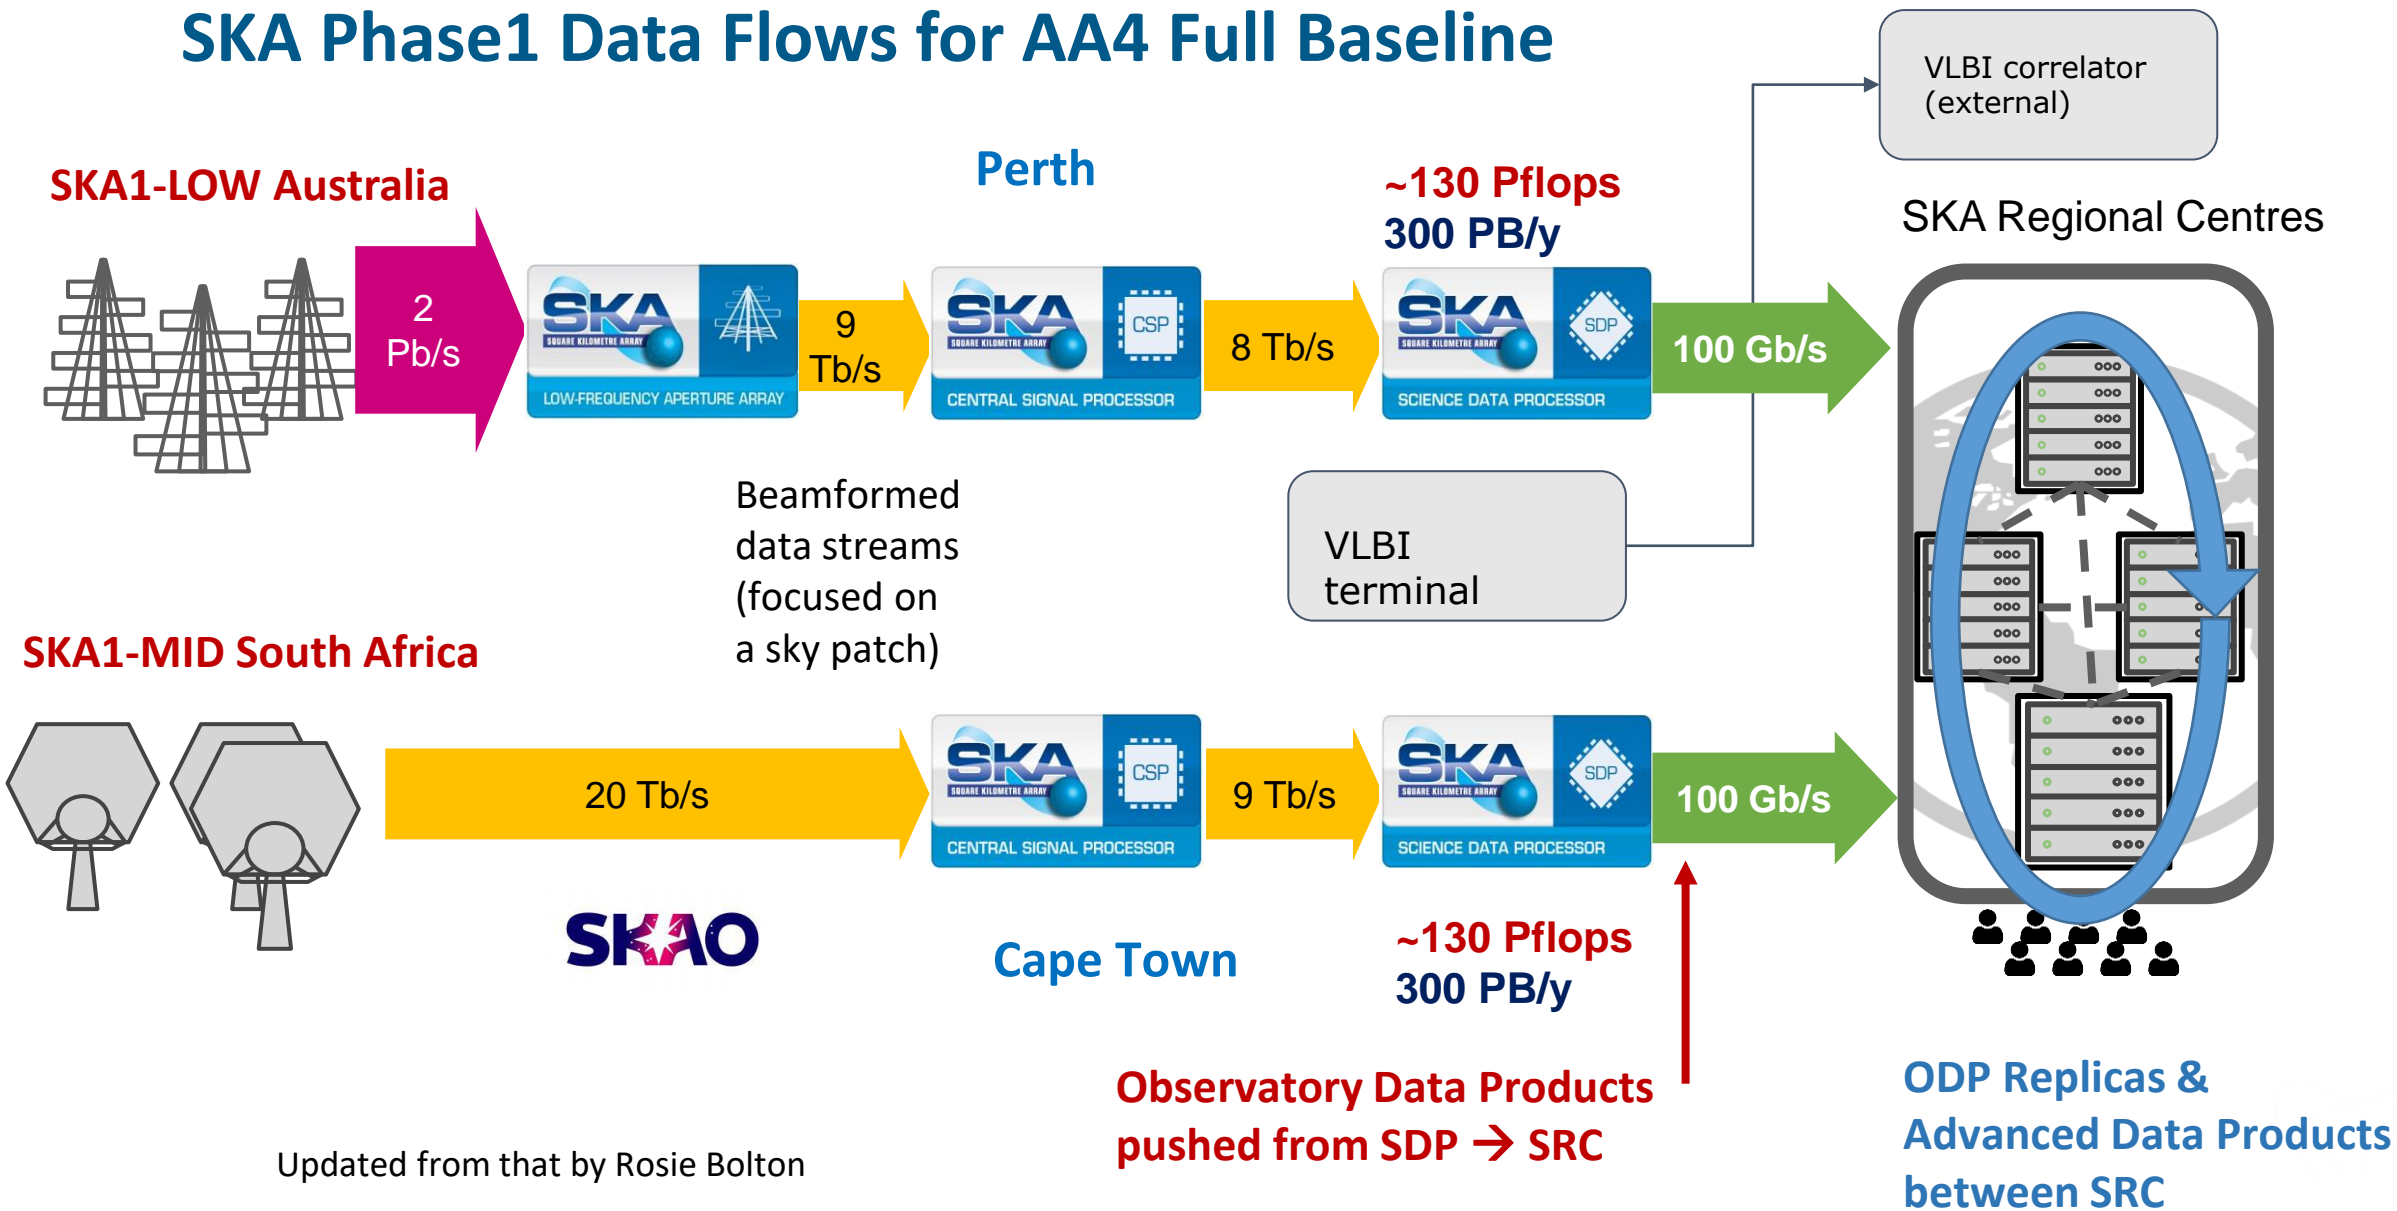 SKA Phase1 Data Flows for AA4 Full Baseline
VLBI correlator
(external)
Perth
SKA1-LOW Australia
~130 Pflops
300 PB/y
SKA Regional Centres
2
Pb/s
SKA
SQUARE KILOMETRE ARRAY
LOW-FREQUENCY APERTURE ARRAY
9
Tb/s
SKA
SQUARE KILOMETRE ARRAY
CSP
CENTRAL SIGNAL PROCESSOR
8 Tb/s
SKA
SQUARE KILOMETRE ARRAY
SDP
SCIENCE DATA PROCESSOR
100 Gb/s
Beamformed
data streams
(focused on
a sky patch)
VLBI
terminal
SKA1-MID South Africa
20 Tb/s
SKA
SQUARE KILOMETRE ARRAY
CSP
CENTRAL SIGNAL PROCESSOR
9 Tb/s
SKA
SQUARE KILOMETRE ARRAY
SDP
SCIENCE DATA PROCESSOR
100 Gb/s
SKAO
Cape Town
~130 Pflops
300 PB/y
Observatory Data Products
pushed from SDP → SRC
ODP Replicas &
Advanced Data Products
between SRC
Updated from that by Rosie Bolton